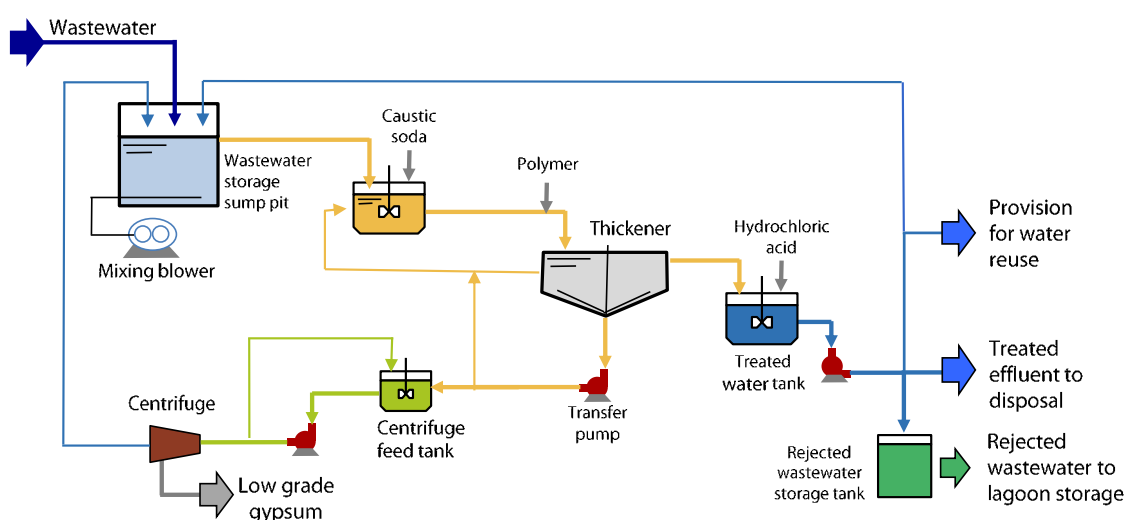 Wastewater
Caustic
soda
Wastewater
storage
sump pit
Polymer
Mixing blower
Thickener
Hydrochloric
acid
Provision
for water
reuse
Treated
water tank
Treated
effluent to
disposal
Transfer
pump
Centrifuge
Centrifuge
feed tank
Rejected
wastewater
storage tank
Rejected
wastewater to
lagoon storage
Low grade
gypsum